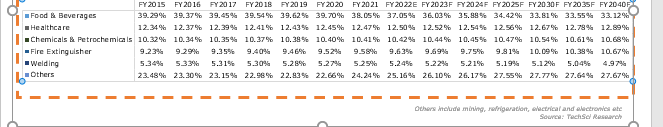 FY2015 FY2016 FY2017 FY2018 FY2019 FY2020 FY2021 FY2022E FY2023F FY2024F FY2025F FY2030F FY2035F FY2040F
Food & Beverages 39.29% 39.37% 39.45% 39.54% 39.62% 39.70% 38.05% 37.05% 36.03% 35.88% 34.42% 33.81% 33.55% 33.12%
Healthcare 12.34% 12.37% 12.39% 12.41% 12.43% 12.45% 12.47% 12.50% 12.52% 12.54% 12.56% 12.67% 12.78% 12.89%
Chemicals & Petrochemicals 10.32% 10.34% 10.35% 10.37% 10.38% 10.40% 10.41% 10.42% 10.44% 10.45% 10.47% 10.54% 10.61% 10.68%
Fire Extinguisher 9.23% 9.29% 9.35% 9.40% 9.46% 9.52% 9.58% 9.63% 9.69% 9.75% 9.81% 10.09% 10.38% 10.67%
Welding 5.34% 5.33% 5.31% 5.30% 5.28% 5.27% 5.25% 5.24% 5.22% 5.21% 5.19% 5.12% 5.04% 4.97%
Others 23.48% 23.30% 23.15% 22.98% 22.83% 22.66% 24.24% 25.16% 26.10% 26.17% 27.55% 27.77% 27.64% 27.67%
Others include mining, refrigeration, electrical and electronics etc
Source: TechSci Research